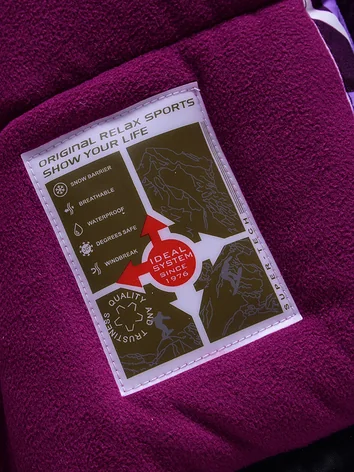 ORIGINAL RELAX SPORTS
SHOW YOUR LIFE
SNOW BARRIER
BREATHABLE
WATERPROOF
DEGREES SAFE
WINDBREAK
IDEAL
SYSTEM
SINCE
1976
QUALITY AND TRUSTINESS
SUPER TECH